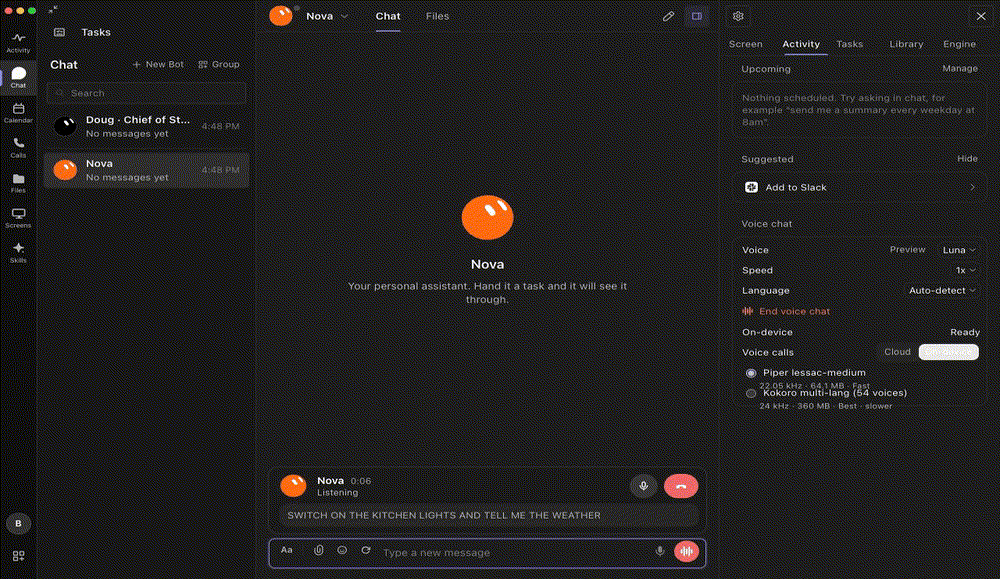 Tasks
Activity
Chat
Calendar
Calls
Files
Screens
Skills
B
Chat
New Bot
Group
Search
Doug · Chief of St...
4:48 PM
No messages yet
Nova
4:48 PM
No messages yet
Nova
Chat
Files
Nova
Your personal assistant. Hand it a task and it will see it
through.
Nova 0:06
Listening
SWITCH ON THE KITCHEN LIGHTS AND TELL ME THE WEATHER
Aa
Type a new message
Screen
Activity
Tasks
Library
Engine
Upcoming
Manage
Nothing scheduled. Try asking in chat, for
example "send me a summary every weekday at
8am".
Suggested
Hide
Add to Slack
Voice chat
Voice
Preview
Luna
Speed
1x
Language
Auto-detect
End voice chat
On-device
Ready
Voice calls
Cloud
Piper lessac-medium
22.05 kHz · 64.1 MB · Fast
Kokoro multi-lang (54 voices)
24 kHz · 360 MB · Best · slower